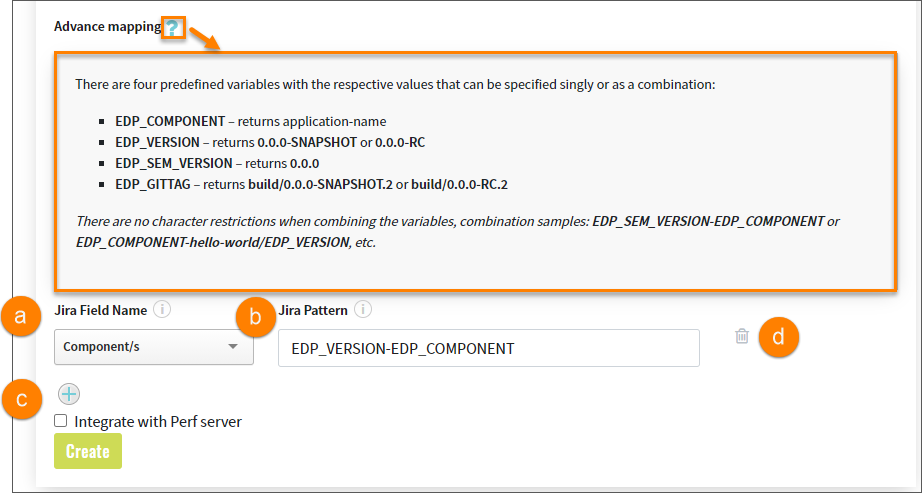 Advance mapping ?
There are four predefined variables with the respective values that can be specified singly or as a combination:
▪ EDP_COMPONENT – returns application-name
▪ EDP_VERSION – returns 0.0.0-SNAPSHOT or 0.0.0-RC
▪ EDP_SEM_VERSION – returns 0.0.0
▪ EDP_GITTAG – returns build/0.0.0-SNAPSHOT.2 or build/0.0.0-RC.2
There are no character restrictions when combining the variables, combination samples: EDP_SEM_VERSION-EDP_COMPONENT or
EDP_COMPONENT-hello-world/EDP_VERSION, etc.
a Jira Field Name i b Jira Pattern i
Component/s EDP_VERSION-EDP_COMPONENT d
c +
Integrate with Perf server
Create